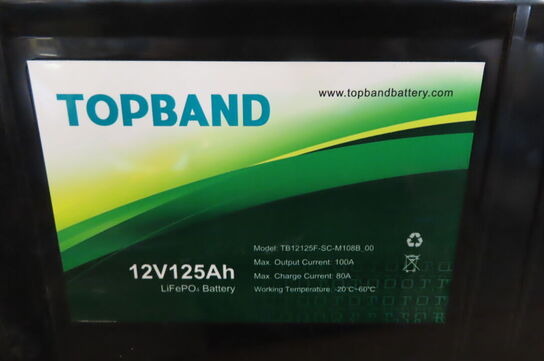 TOPBAND
www.topbandbattery.com
12V125Ah
LiFePO₄ Battery
Model: TB12125F-SC-M108B_00
Max. Output Current: 100A
Max. Charge Current: 80A
Working Temperature: -20℃~60℃